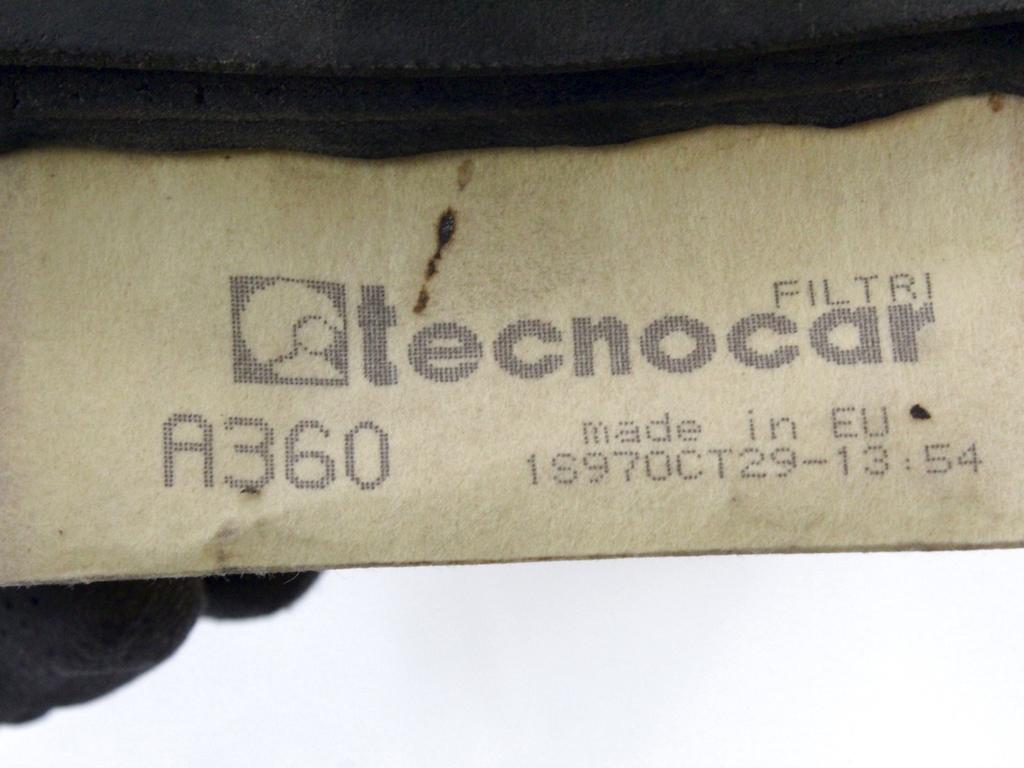 FILTRI
tecnocar
A360
made in EU
1S97OCT29-13:54